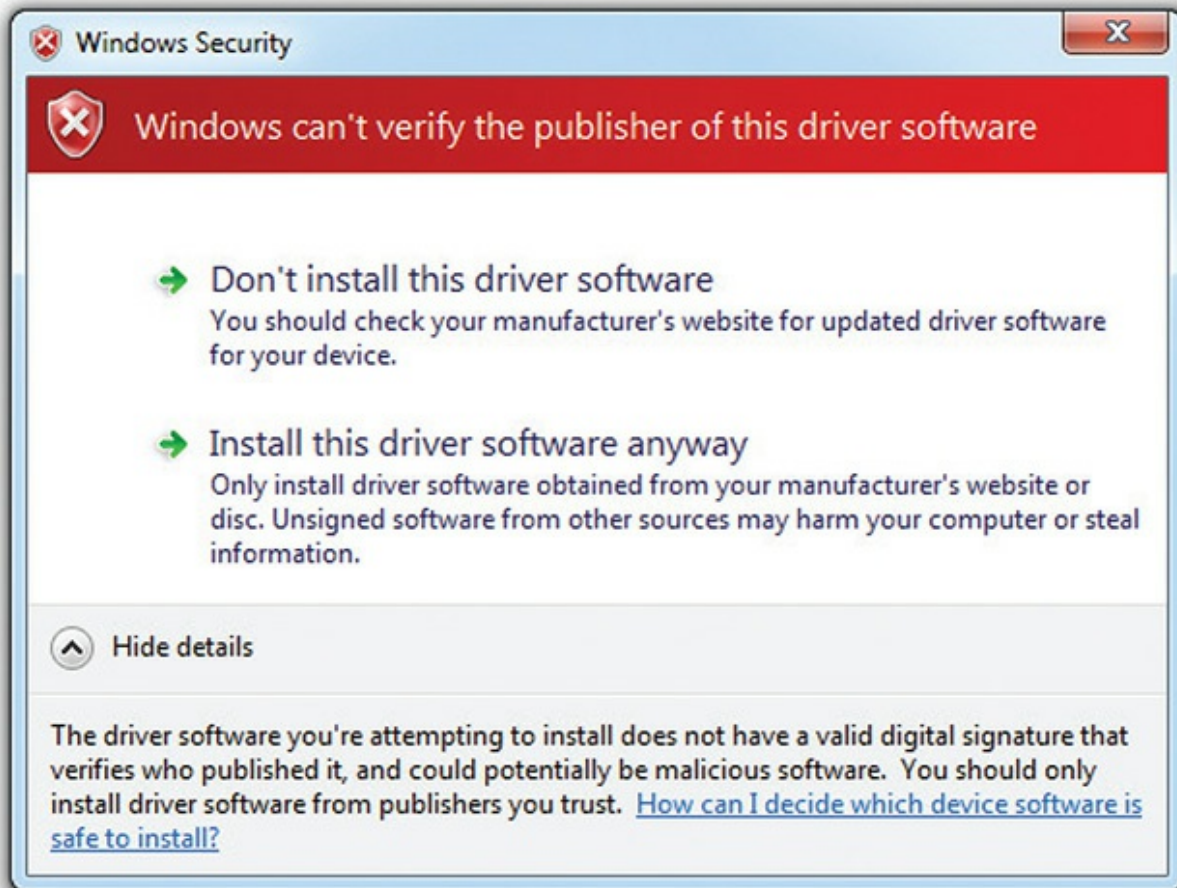 Windows Security
Windows can't verify the publisher of this driver software
Don't install this driver software
You should check your manufacturer's website for updated driver software
for your device.
Install this driver software anyway
Only install driver software obtained from your manufacturer's website or
disc. Unsigned software from other sources may harm your computer or steal
information.
Hide details
The driver software you're attempting to install does not have a valid digital signature that
verifies who published it, and could potentially be malicious software.  You should only
install driver software from publishers you trust.  How can I decide which device software is
safe to install?